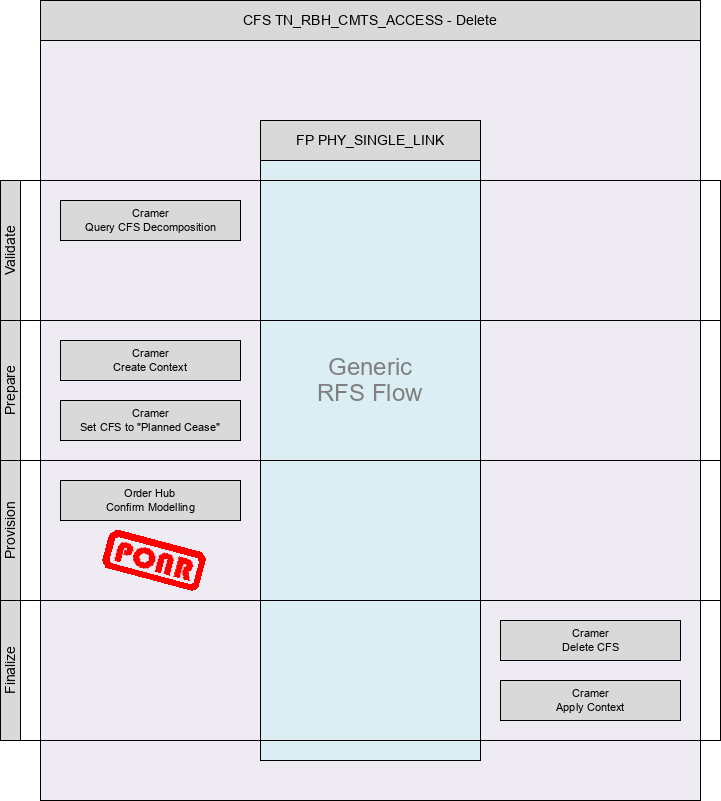 CFS TN_RBH_CMTS_ACCESS - Delete
FP PHY_SINGLE_LINK
Validate
Cramer
Query CFS Decomposition
Prepare
Cramer
Create Context
Generic
RFS Flow
Cramer
Set CFS to "Planned Cease"
Provision
Order Hub
Confirm Modelling
PONR
Finalize
Cramer
Delete CFS
Cramer
Apply Context